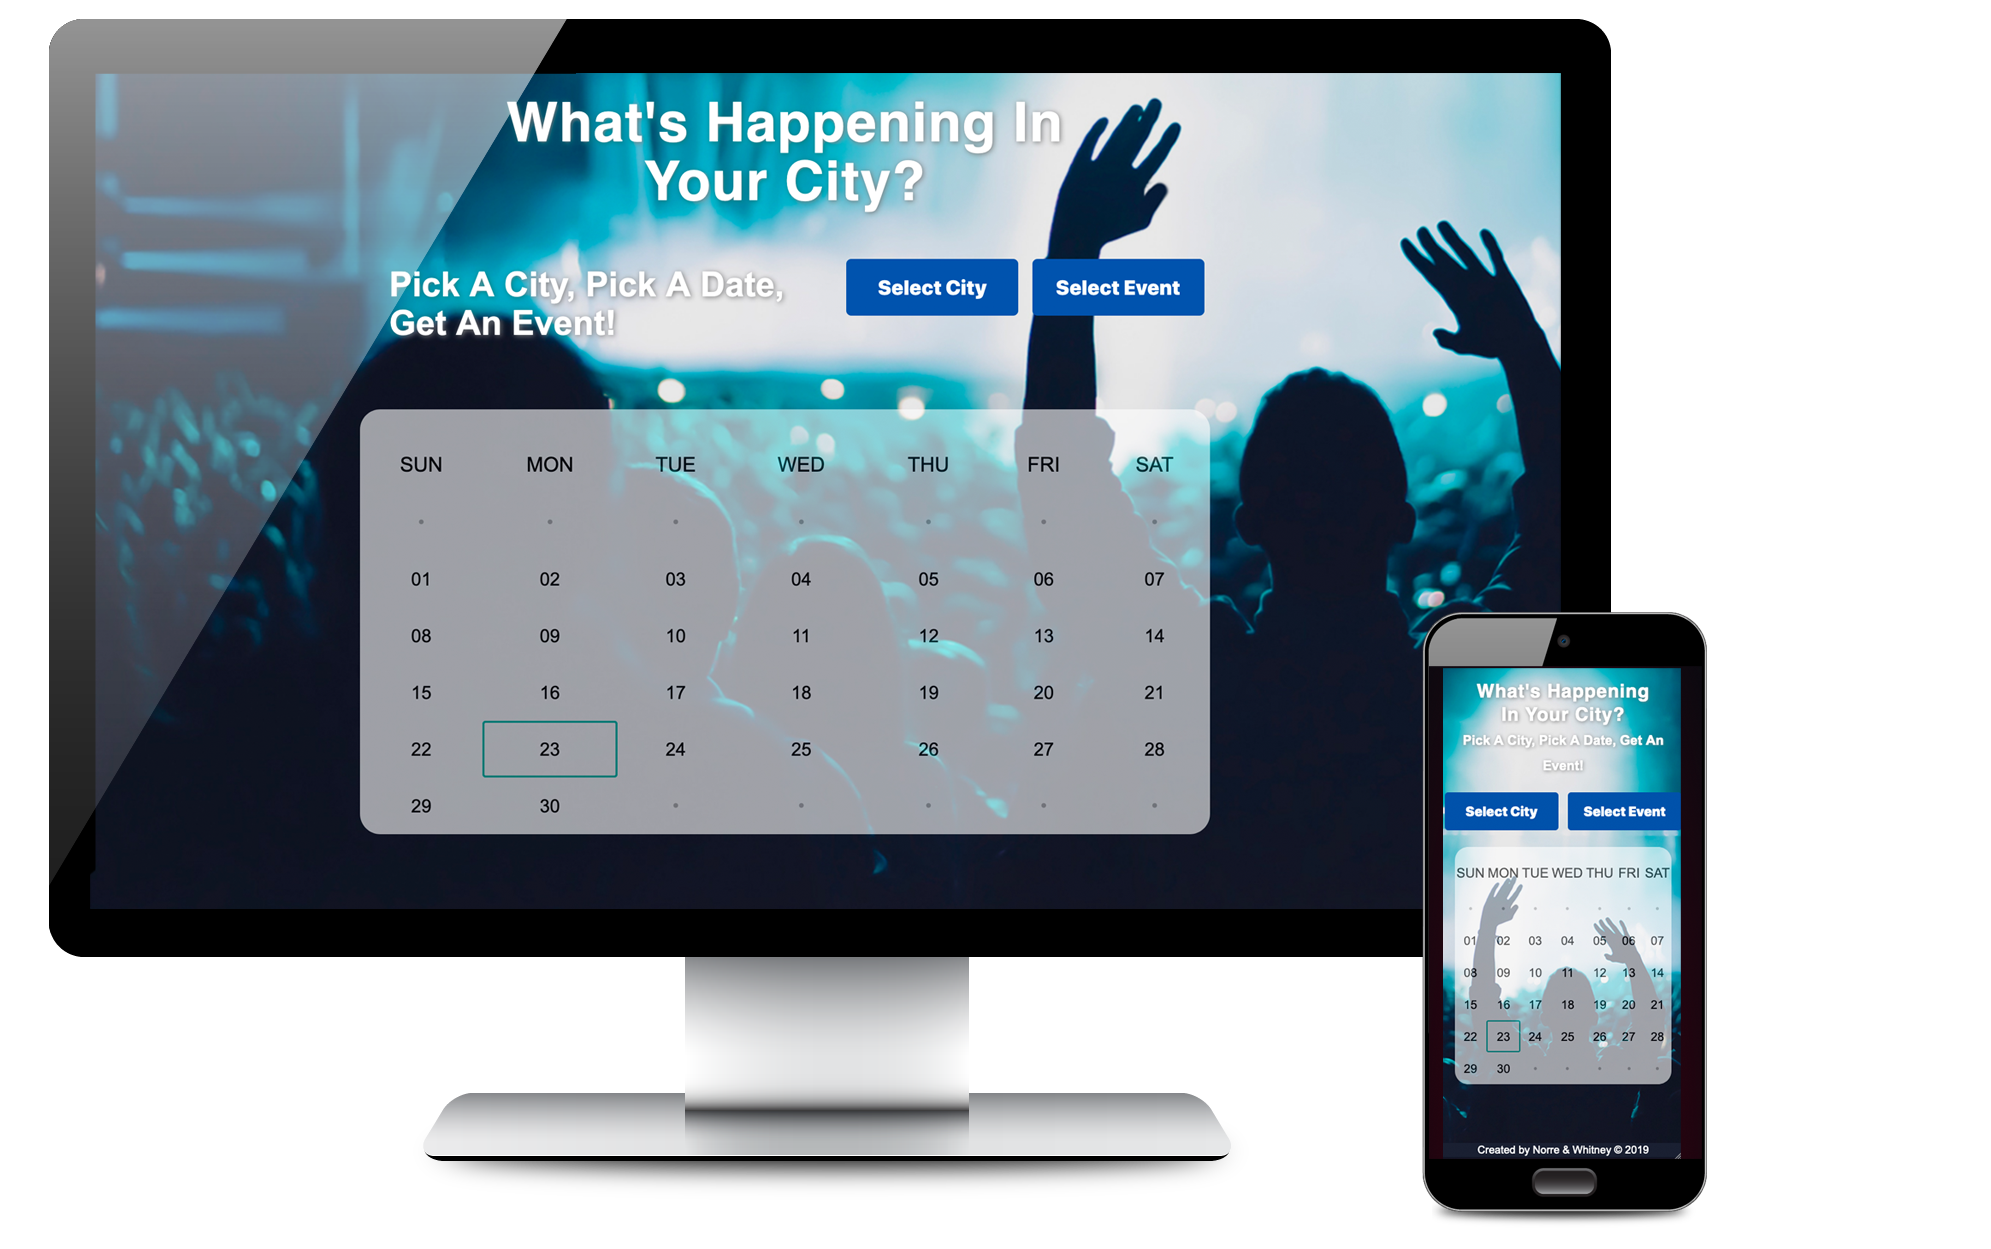 What's Happening In
Your City?
Pick A City, Pick A Date,
Get An Event!
Select City Select Event
SUN MON TUE WED THU FRI SAT
01 02 03 04 05 06 07
08 09 10 11 12 13 14
15 16 17 18 19 20 21
22 23 24 25 26 27 28
29 30
What's Happening
In Your City?
Pick A City, Pick A Date, Get An
Event!
Select City Select Event
SUN MON TUE WED THU FRI SAT
01 02 03 04 05 06 07
08 09 10 11 12 13 14
15 16 17 18 19 20 21
22 23 24 25 26 27 28
29 30
Created by Norre & Whitney © 2019